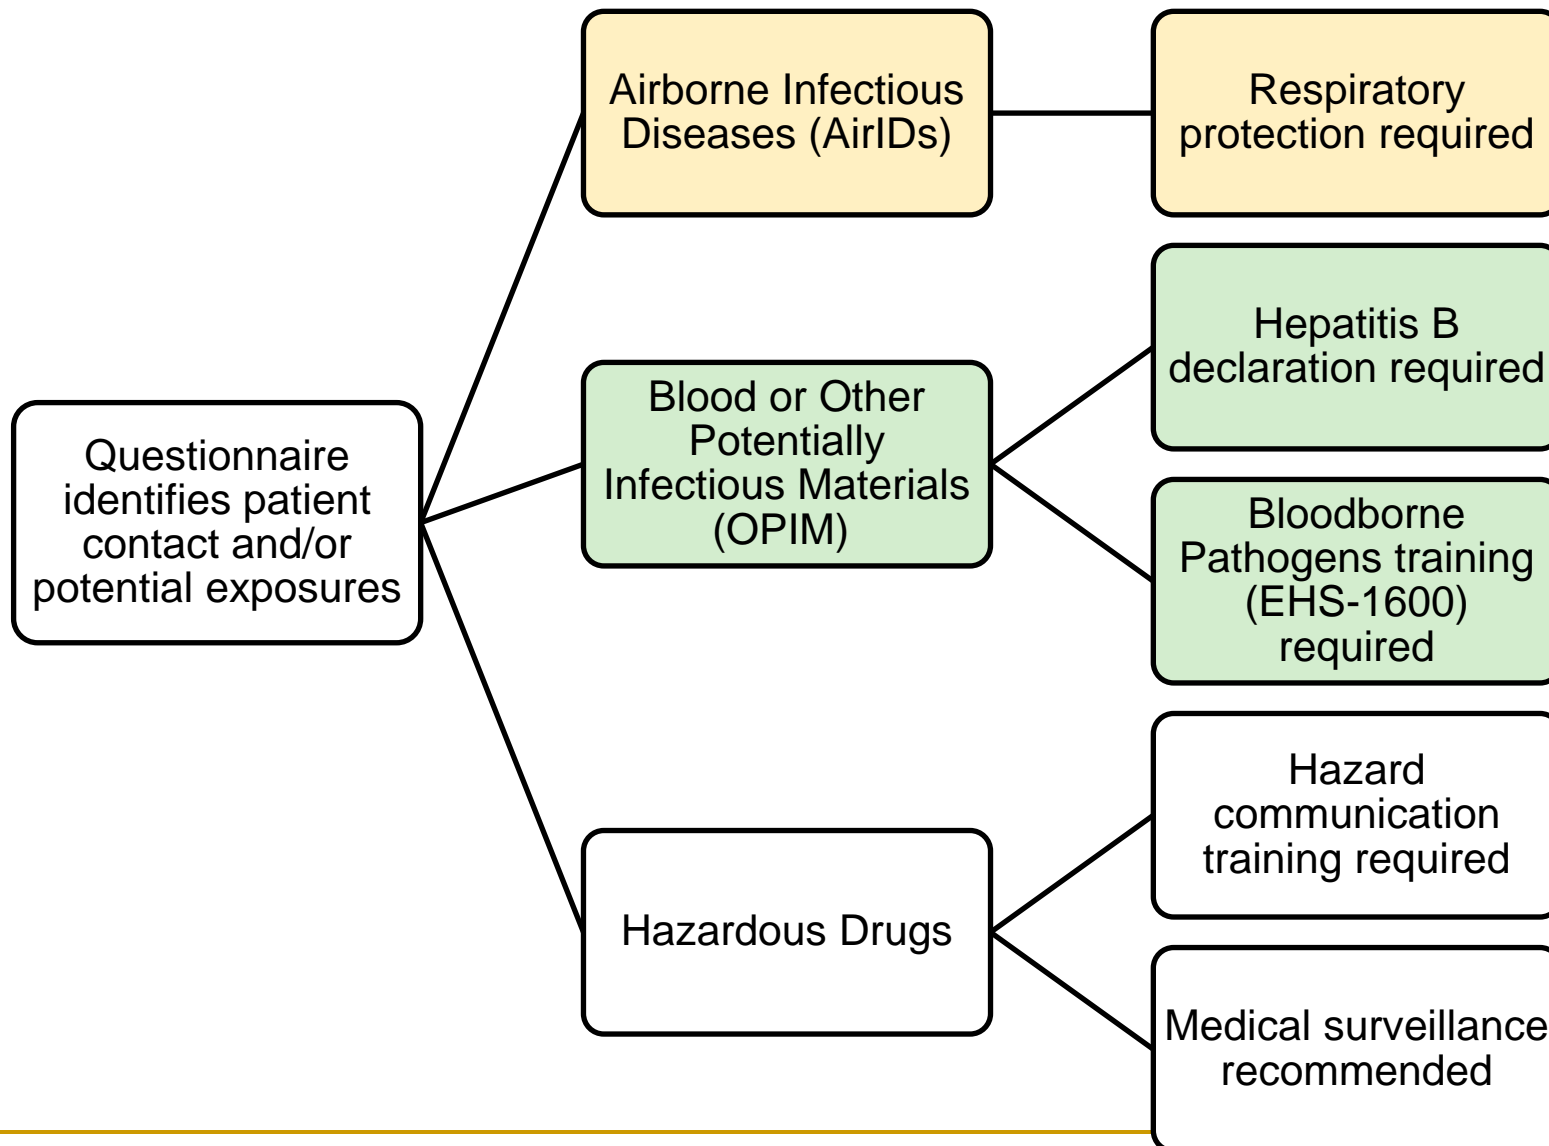 Questionnaire
identifies patient
contact and/or
potential exposures
Airborne Infectious
Diseases (AirIDs)
Respiratory
protection required
Blood or Other
Potentially
Infectious Materials
(OPIM)
Hepatitis B
declaration required
Bloodborne
Pathogens training
(EHS-1600)
required
Hazardous Drugs
Hazard
communication
training required
Medical surveillance
recommended